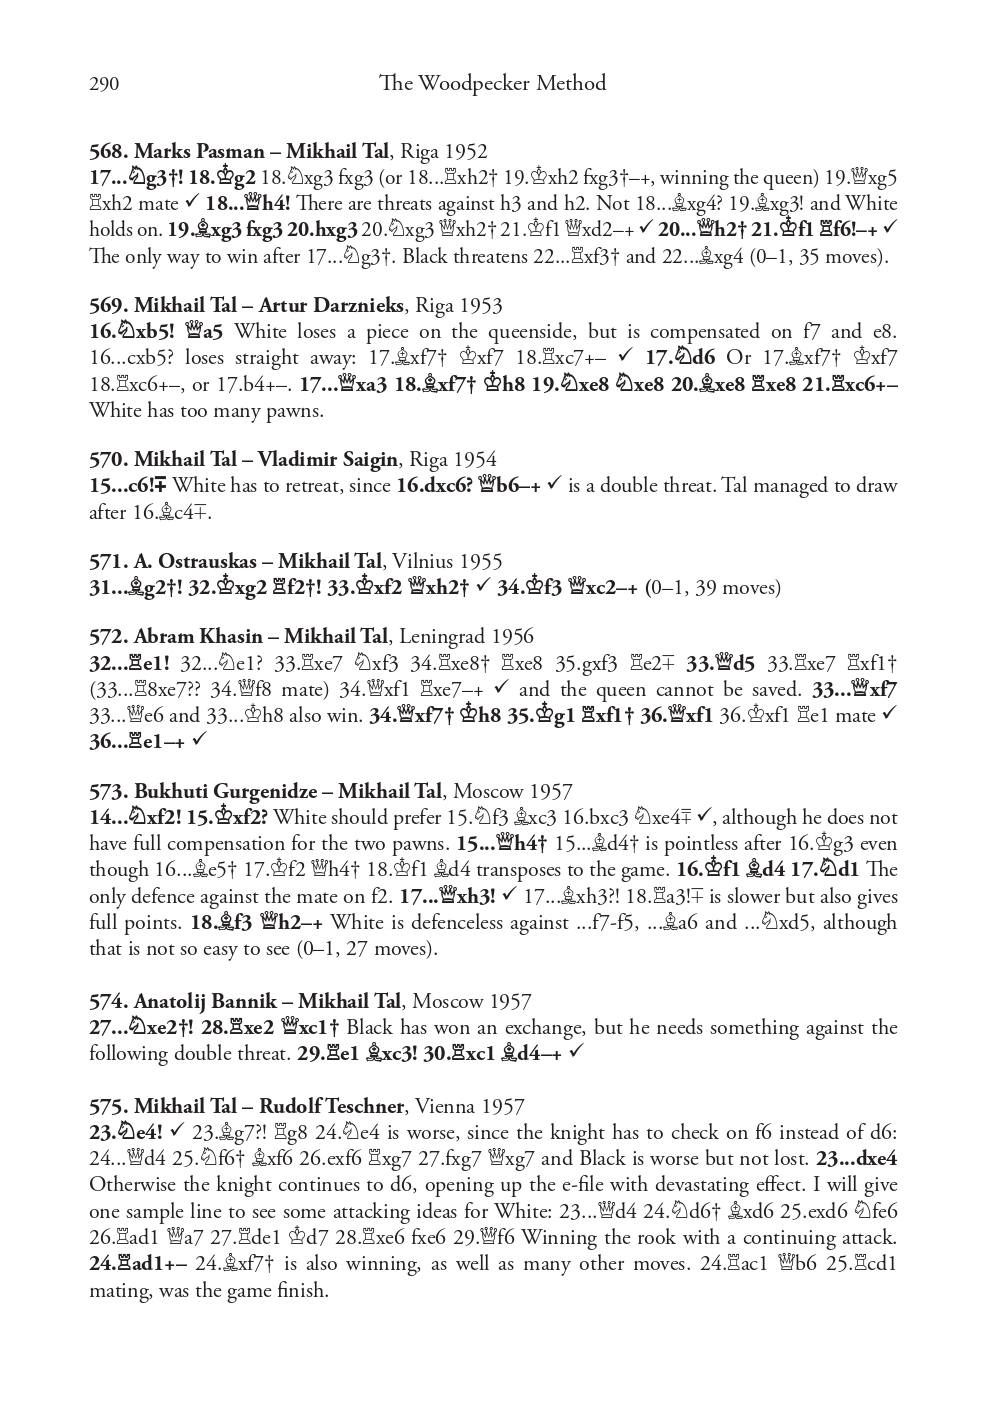 290 The Woodpecker Method
568. Marks Pasman – Mikhail Tal, Riga 1952
17...♘g3†! 18.♔g2 18.♘xg3 fxg3 (or 18...♖xh2† 19.♔xh2 fxg3†–+, winning the queen) 19.♕xg5
♖xh2 mate ✓ 18...♕h4! There are threats against h3 and h2. Not 18...♗xg4? 19.♗xg3! and White
holds on. 19.♗xg3 fxg3 20.hxg3 20.♘xg3 ♕xh2† 21.♔f1 ♕xd2–+ ✓ 20...♕h2† 21.♔f1 ♖f6!–+ ✓
The only way to win after 17...♘g3†. Black threatens 22...♖xf3† and 22...♗xg4 (0–1, 35 moves).
569. Mikhail Tal – Artur Darznieks, Riga 1953
16.♘xb5! ♕a5 White loses a piece on the queenside, but is compensated on f7 and e8.
16...cxb5? loses straight away: 17.♗xf7† ♔xf7 18.♖xc7+– ✓ 17.♘d6 Or 17.♗xf7† ♔xf7
18.♖xc6+–, or 17.b4+–. 17...♕xa3 18.♗xf7† ♔h8 19.♘xe8 ♘xe8 20.♗xe8 ♖xe8 21.♖xc6+–
White has too many pawns.
570. Mikhail Tal – Vladimir Saigin, Riga 1954
15...c6!∓ White has to retreat, since 16.dxc6? ♕b6–+ ✓ is a double threat. Tal managed to draw
after 16.♗c4∓.
571. A. Ostrauskas – Mikhail Tal, Vilnius 1955
31...♗g2†! 32.♔xg2 ♖f2†! 33.♔xf2 ♕xh2† ✓ 34.♔f3 ♕xc2–+ (0–1, 39 moves)
572. Abram Khasin – Mikhail Tal, Leningrad 1956
32...♖e1! 32...♘e1? 33.♖xe7 ♘xf3 34.♖xe8† ♖xe8 35.gxf3 ♖e2∓ 33.♕d5 33.♖xe7 ♖xf1†
(33...♖8xe7?? 34.♕f8 mate) 34.♕xf1 ♖xe7–+ ✓ and the queen cannot be saved. 33...♕xf7
33...♕e6 and 33...♔h8 also win. 34.♕xf7† ♔h8 35.♔g1 ♖xf1† 36.♕xf1 36.♔xf1 ♖e1 mate ✓
36...♖e1–+ ✓
573. Bukhuti Gurgenidze – Mikhail Tal, Moscow 1957
14...♘xf2! 15.♔xf2? White should prefer 15.♘f3 ♗xc3 16.bxc3 ♘xe4⩱ ✓, although he does not
have full compensation for the two pawns. 15...♕h4† 15...♗d4† is pointless after 16.♔g3 even
though 16...♗e5† 17.♔f2 ♕h4† 18.♔f1 ♗d4 transposes to the game. 16.♔f1 ♗d4 17.♘d1 The
only defence against the mate on f2. 17...♕xh3! ✓ 17...♗xh3?! 18.♖a3!∓ is slower but also gives
full points. 18.♗f3 ♕h2–+ White is defenceless against ...f7-f5, ...♗a6 and ...♘xd5, although
that is not so easy to see (0–1, 27 moves).
574. Anatolij Bannik – Mikhail Tal, Moscow 1957
27...♘xe2†! 28.♖xe2 ♕xc1† Black has won an exchange, but he needs something against the
following double threat. 29.♖e1 ♗xc3! 30.♖xc1 ♗d4–+ ✓
575. Mikhail Tal – Rudolf Teschner, Vienna 1957
23.♘e4! ✓ 23.♗g7?! ♖g8 24.♘e4 is worse, since the knight has to check on f6 instead of d6:
24...♕d4 25.♘f6† ♗xf6 26.exf6 ♖xg7 27.fxg7 ♕xg7 and Black is worse but not lost. 23...dxe4
Otherwise the knight continues to d6, opening up the e-file with devastating effect. I will give
one sample line to see some attacking ideas for White: 23...♕d4 24.♘d6† ♗xd6 25.exd6 ♘fe6
26.♖ad1 ♕a7 27.♖de1 ♔d7 28.♖xe6 fxe6 29.♕f6 Winning the rook with a continuing attack.
24.♖ad1+– 24.♗xf7† is also winning, as well as many other moves. 24.♖ac1 ♕b6 25.♖cd1
mating, was the game finish.